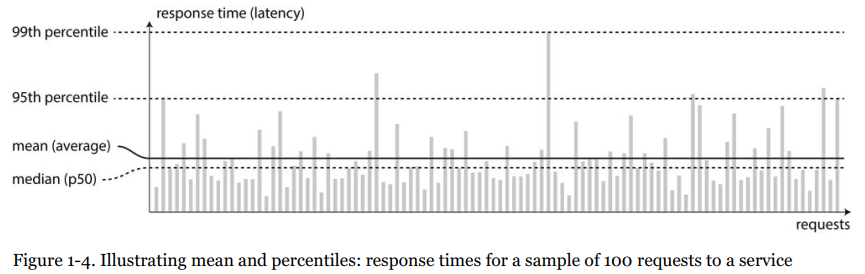 response time (latency)
99th percentile
95th percentile
mean (average)
median (p50)
requests
Figure 1-4. Illustrating mean and percentiles: response times for a sample of 100 requests to a service